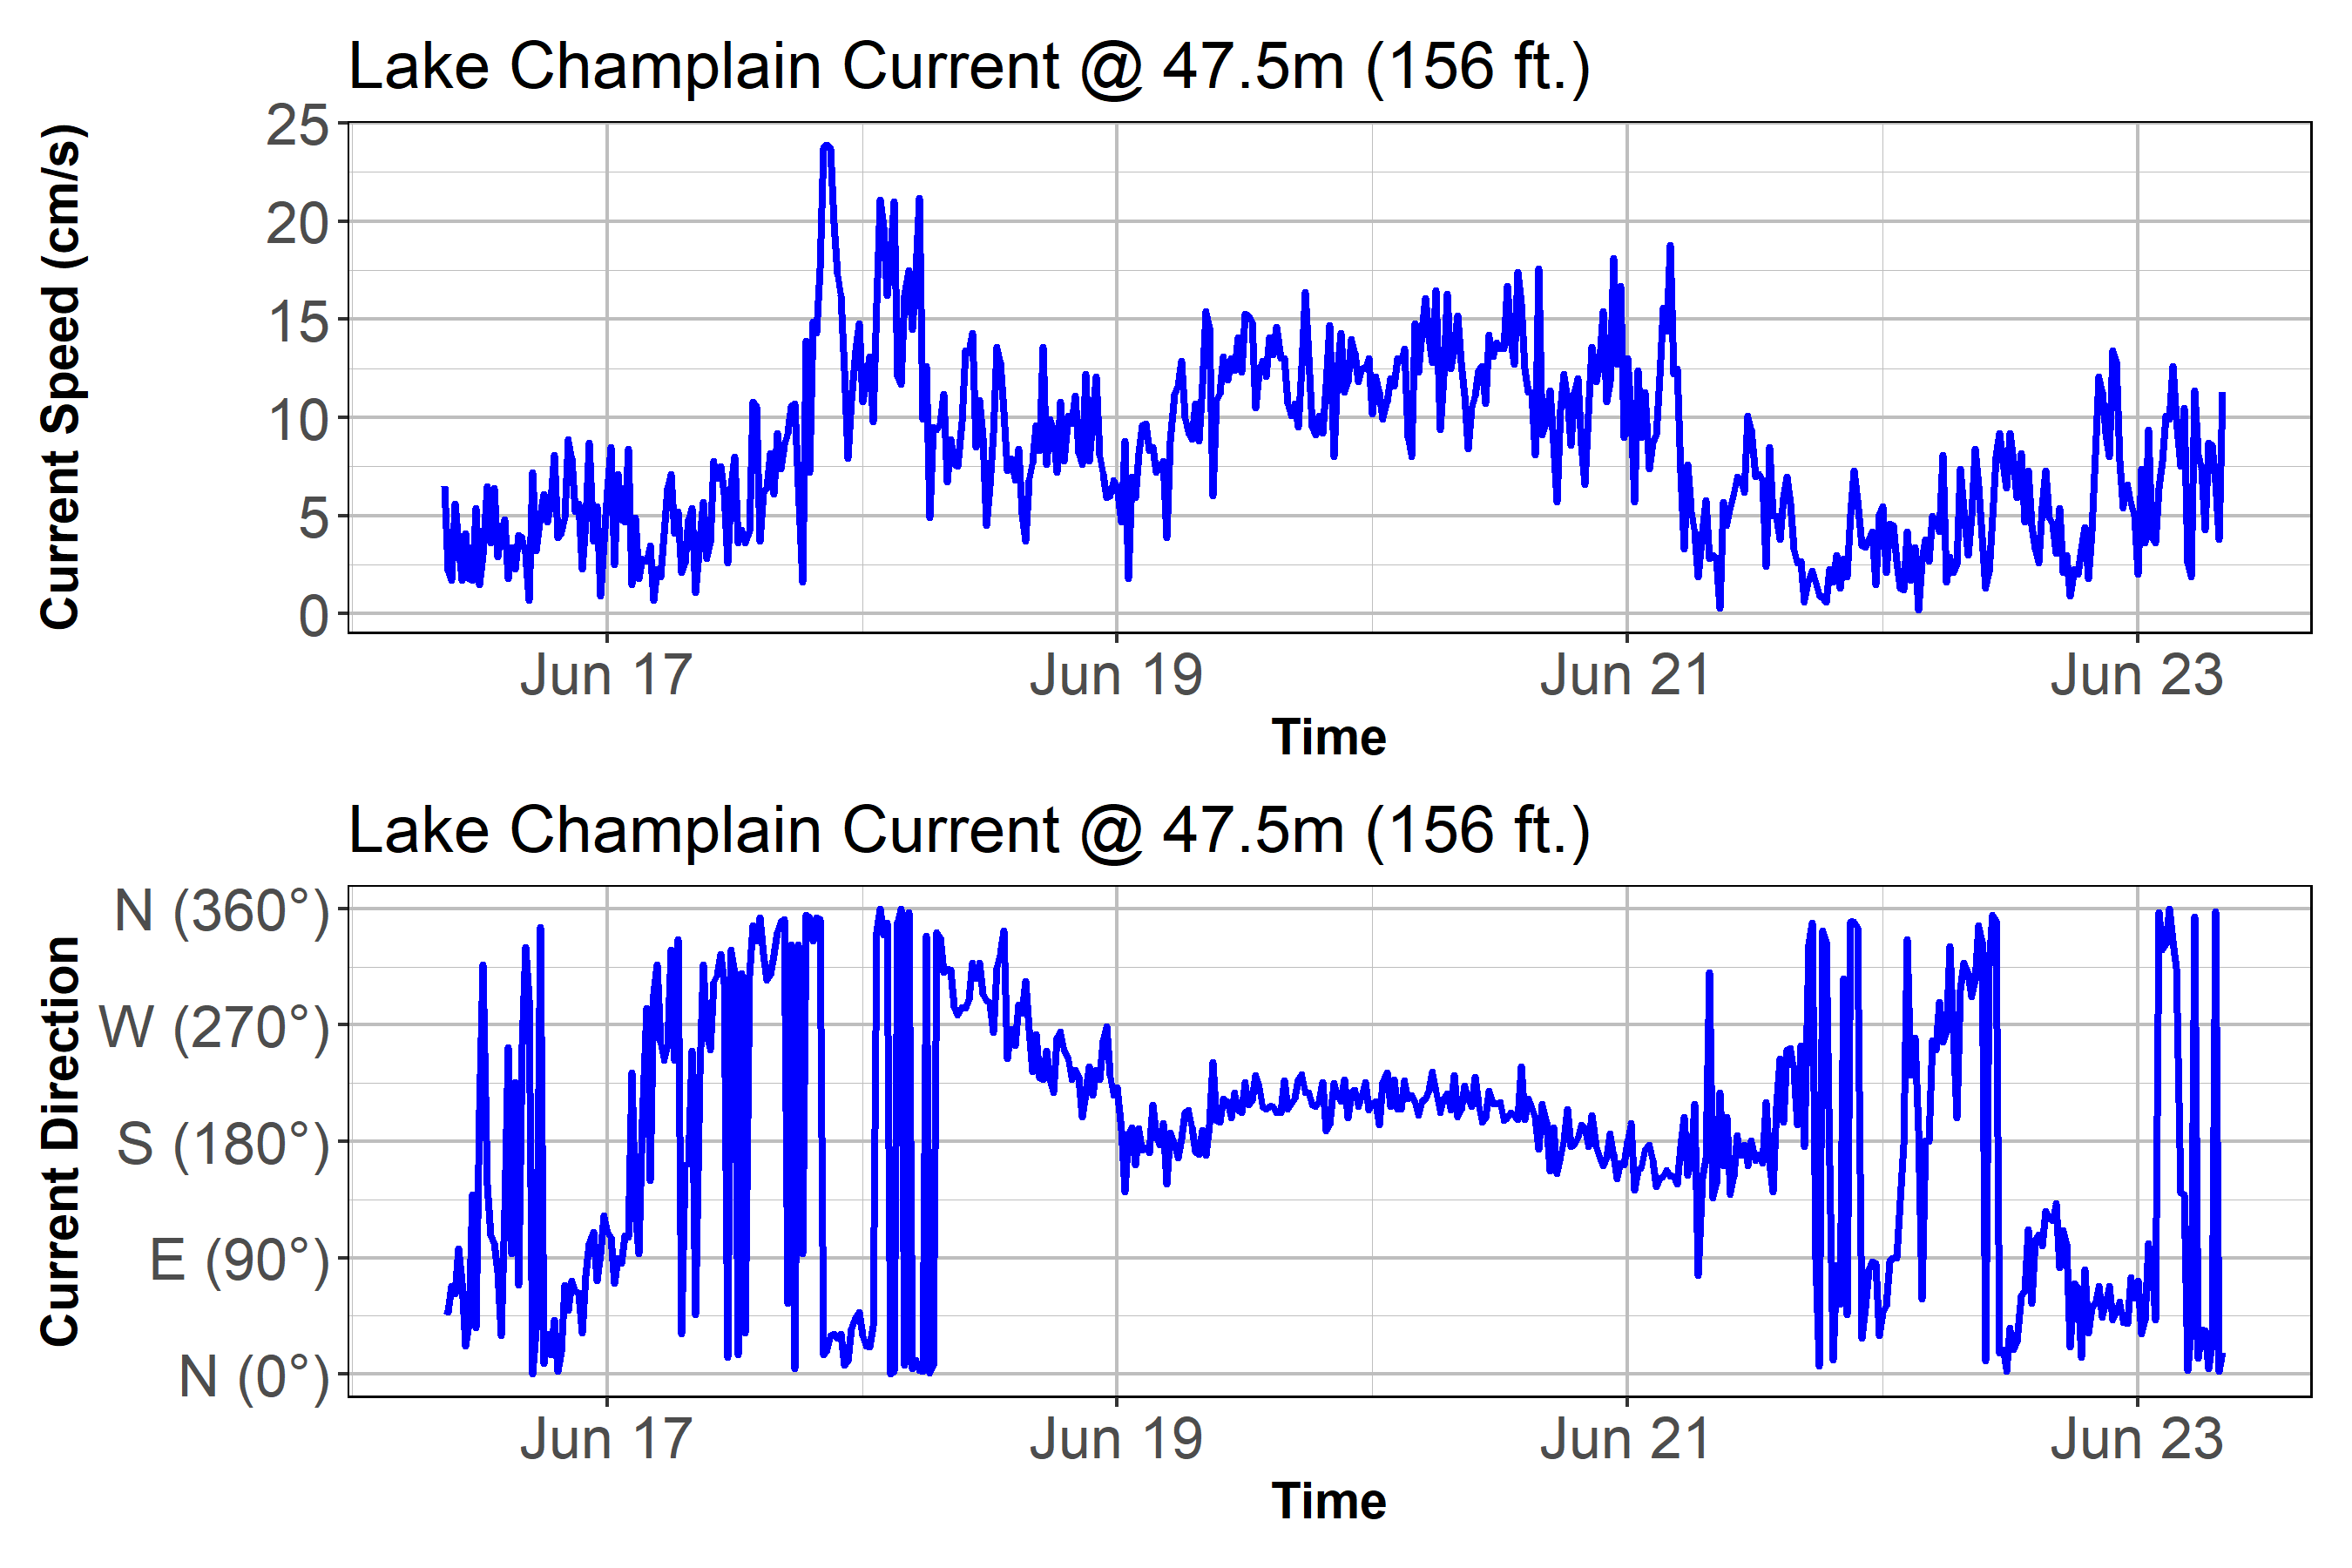 Lake Champlain Current @ 47.5m (156 ft.)
Current Speed (cm/s)
25
20
15
10
5
0
Jun 17 Jun 19 Jun 21 Jun 23
Time
Lake Champlain Current @ 47.5m (156 ft.)
Current Direction
N (360°)
W (270°)
S (180°)
E (90°)
N (0°)
Jun 17 Jun 19 Jun 21 Jun 23
Time